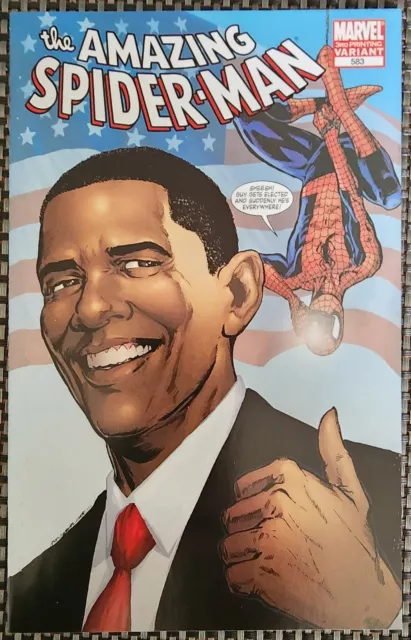 the AMAZING
SPIDER-MAN
MARVEL
3RD PRINTING
VARIANT
583
SHEESH!
GUY GETS ELECTED
AND SUDDENLY HE'S
EVERYWHERE!